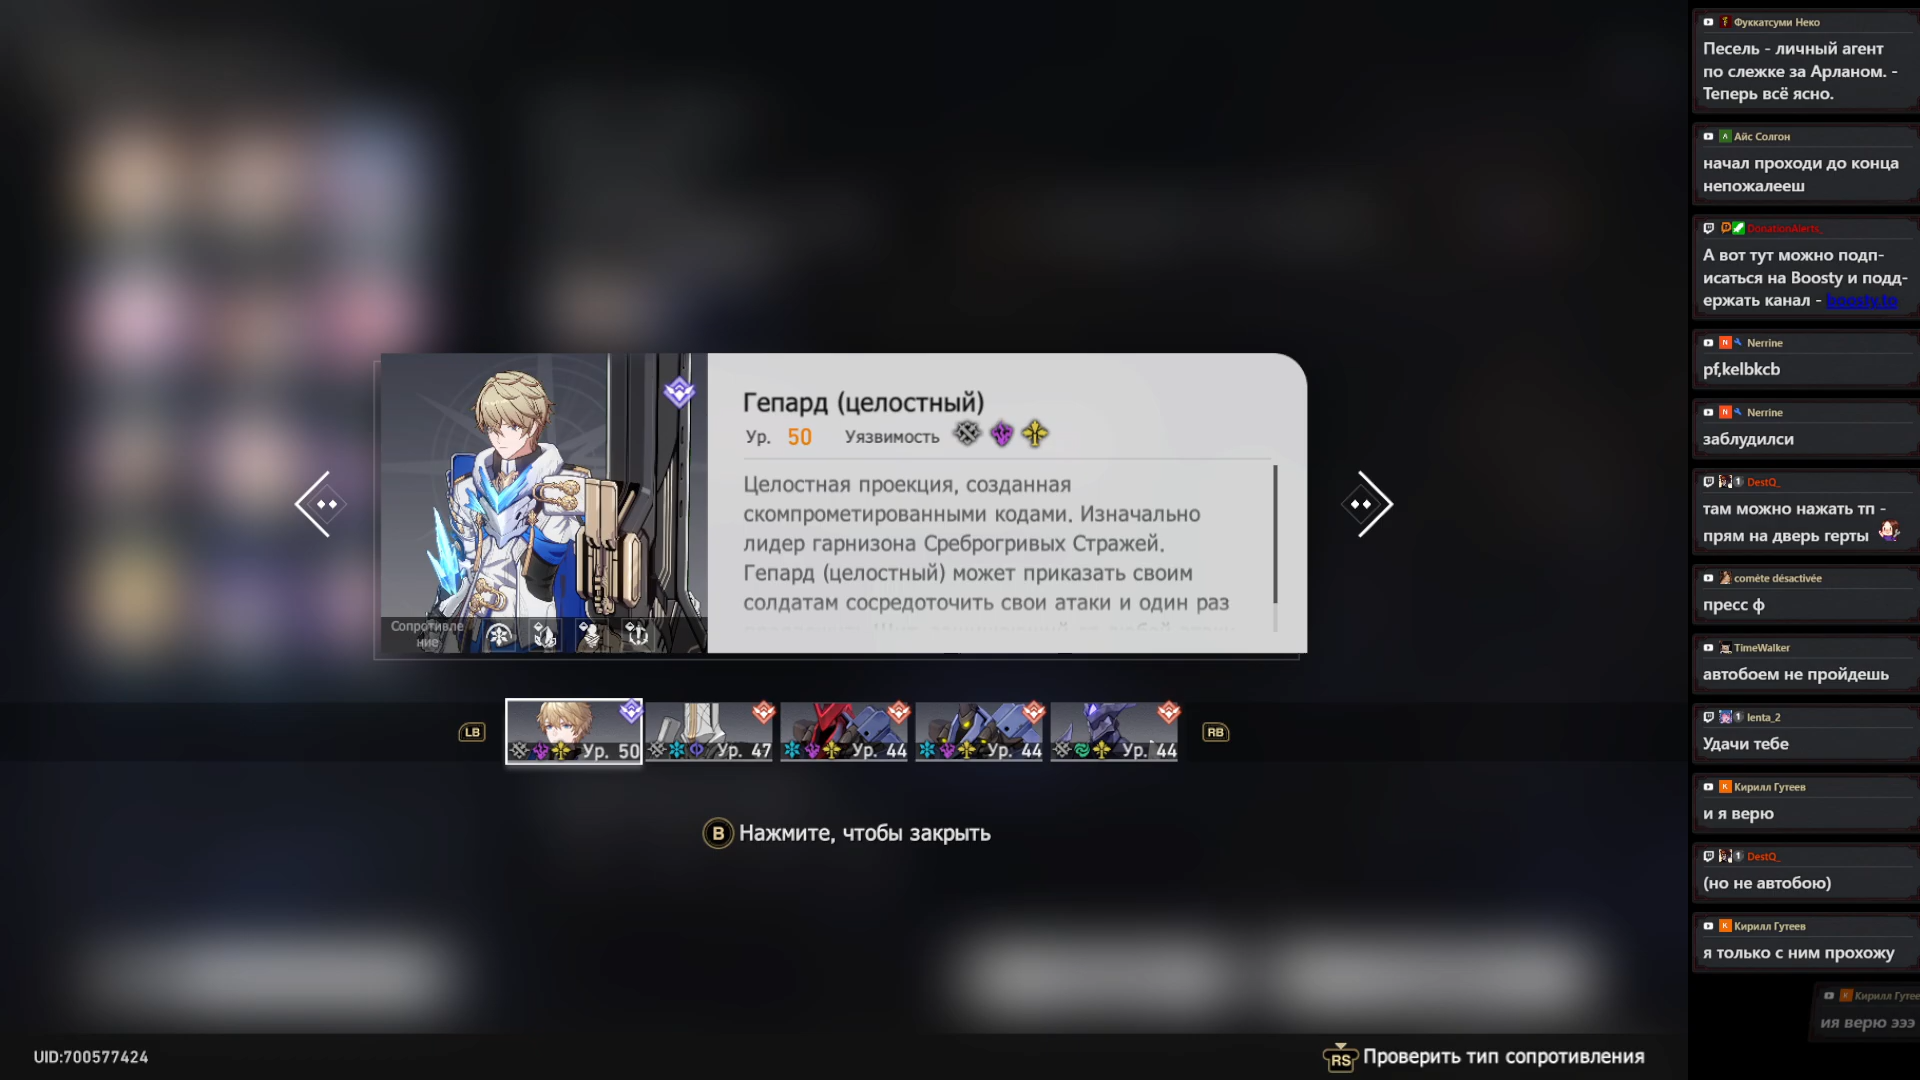 Гепард (целостный)
Ур. 50 Уязвимость
Целостная проекция, созданная
скомпрометированными кодами. Изначально
лидер гарнизона Среброгривых Стражей.
Гепард (целостный) может приказать своим
солдатам сосредоточить свои атаки и один раз
Сопротивле
ние
LB
Ур. 50
Ур. 47
Ур. 44
Ур. 44
Ур. 44
RB
B Нажмите, чтобы закрыть
UID:700577424
RS Проверить тип сопротивления
Фуккатсуми Неко
Песель - личный агент
по слежке за Арланом. -
Теперь всё ясно.
Айс Солгон
начал проходи до конца
непожалееш
DonationAlerts_
А вот тут можно подп-
исаться на Boosty и подд-
ержать канал - boosty.to
Nerrine
pf,kelbkcb
Nerrine
заблудилси
DestQ_
там можно нажать тп -
прям на дверь герты
comète désactivée
пресс ф
TimeWalker
автобоем не пройдешь
lenta_2
Удачи тебе
Кирилл Гутеев
и я верю
DestQ_
(но не автобою)
Кирилл Гутеев
я только с ним прохожу
Кирилл Гутее
ия верю эээ